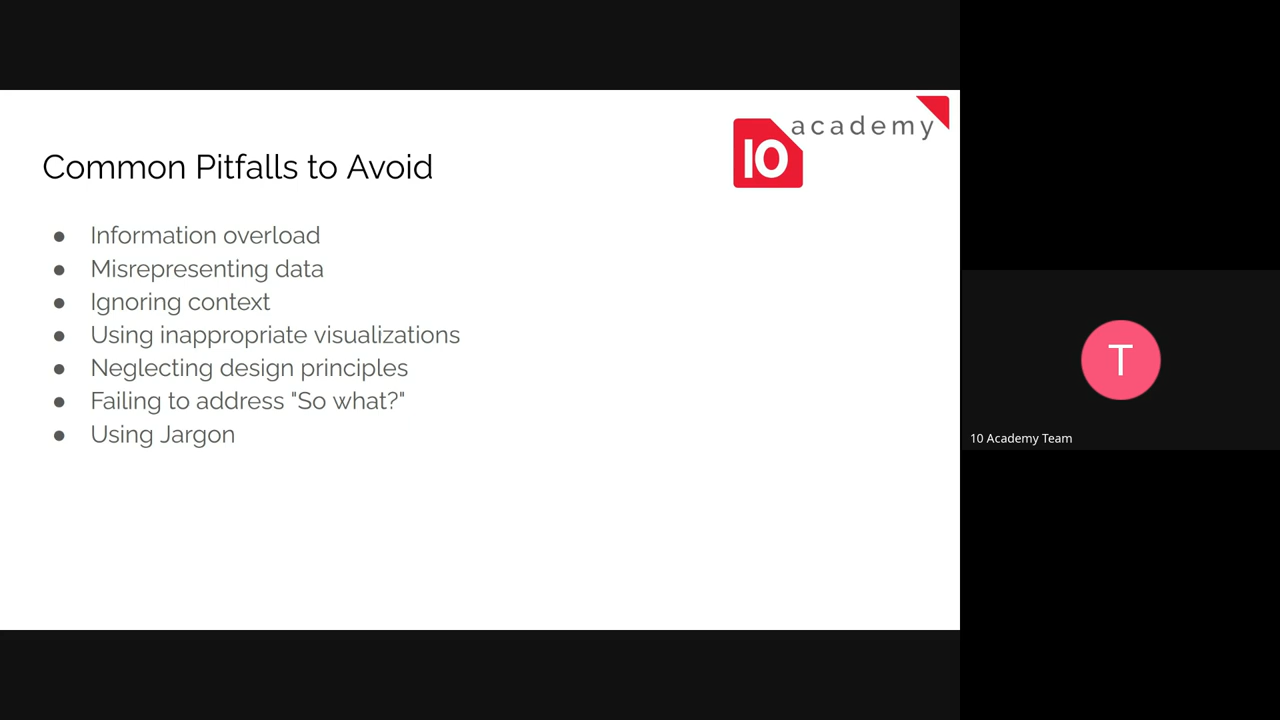 academy
10
Common Pitfalls to Avoid
● Information overload
● Misrepresenting data
● Ignoring context
● Using inappropriate visualizations
● Neglecting design principles
● Failing to address "So what?"
● Using Jargon
T
10 Academy Team